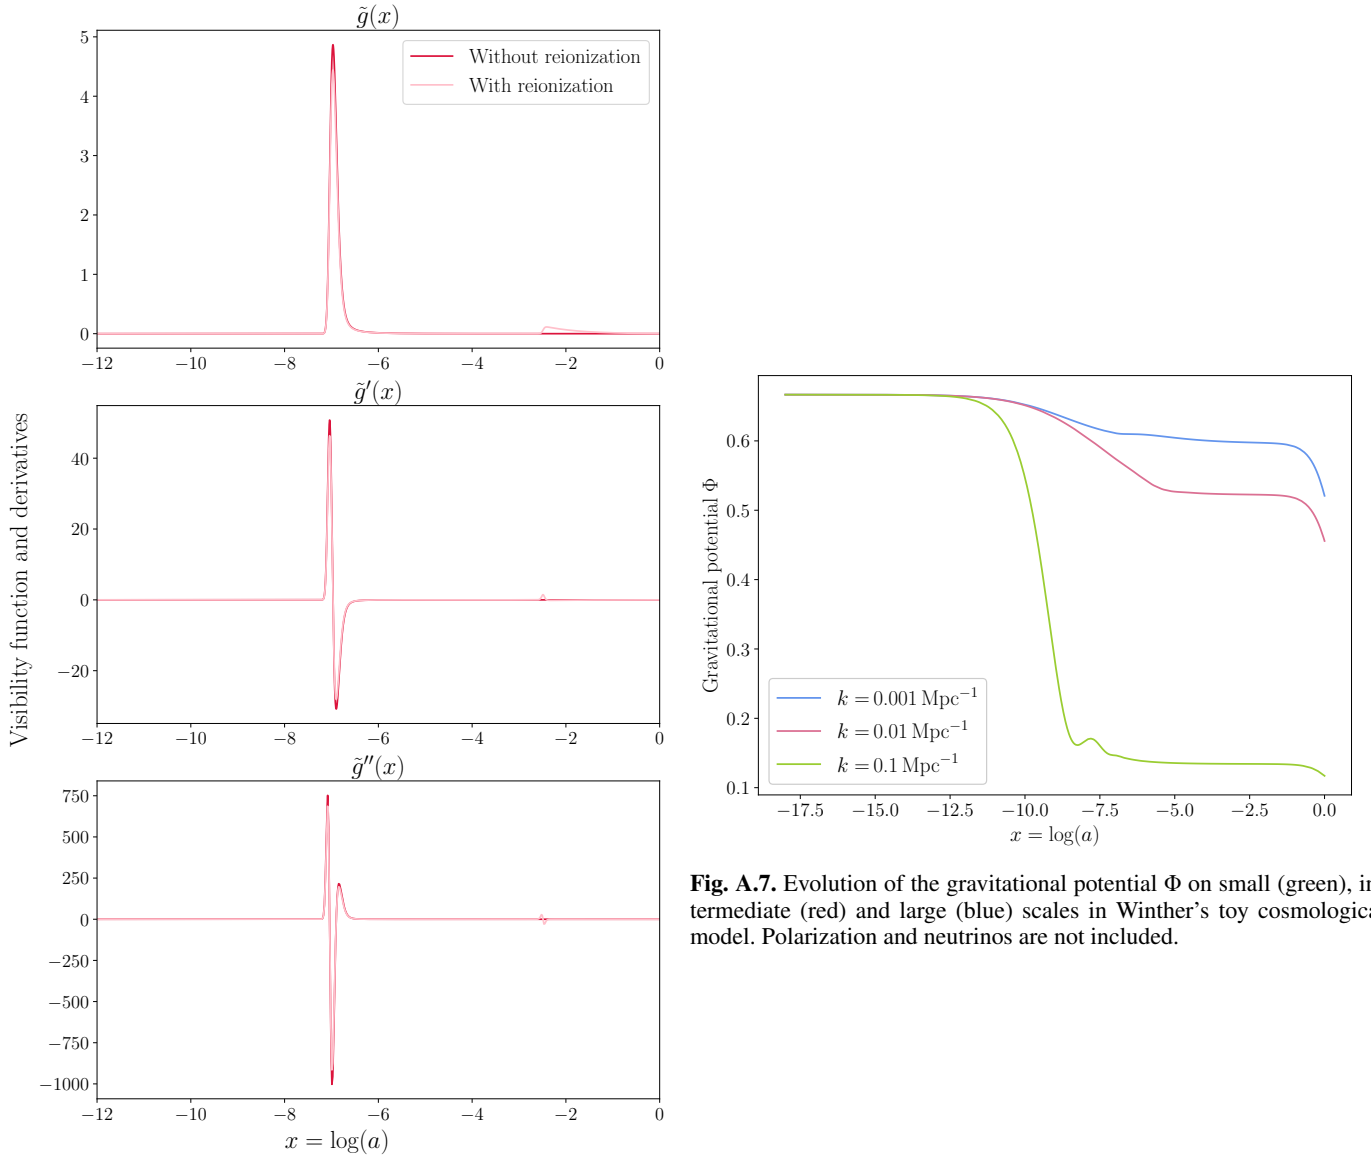 g̃(x)
5
4
3
2
1
0
Without reionization
With reionization
−12 −10 −8 −6 −4 −2 0
g̃′(x)
40
20
0
−20
−12 −10 −8 −6 −4 −2 0
g̃′′(x)
750
500
250
0
−250
−500
−750
−1000
−12 −10 −8 −6 −4 −2 0
x = log(a)
Visibility function and derivatives
Gravitational potential Φ
0.6
0.5
0.4
0.3
0.2
0.1
k = 0.001 Mpc⁻¹
k = 0.01 Mpc⁻¹
k = 0.1 Mpc⁻¹
−17.5 −15.0 −12.5 −10.0 −7.5 −5.0 −2.5 0.0
x = log(a)
Fig. A.7. Evolution of the gravitational potential Φ on small (green), in
termediate (red) and large (blue) scales in Winther's toy cosmologica
model. Polarization and neutrinos are not included.